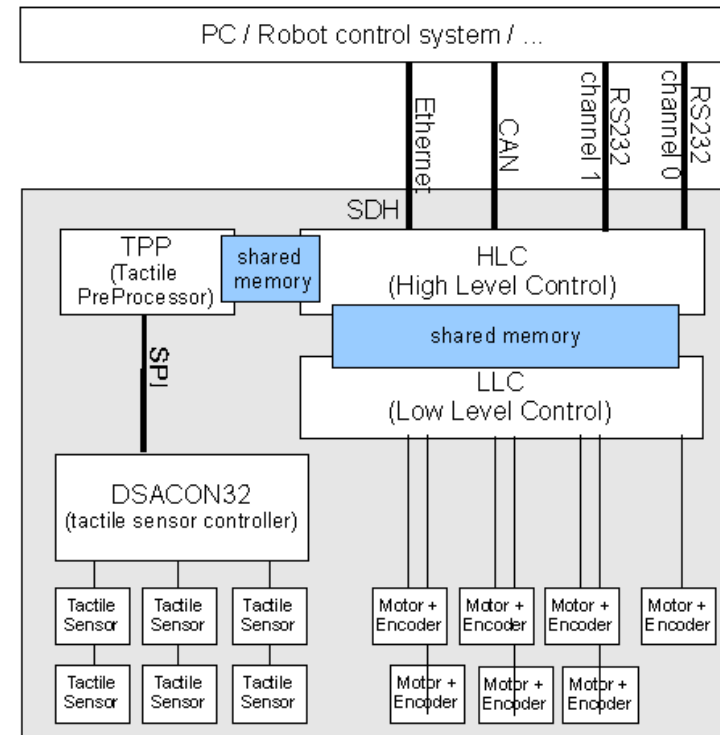 PC / Robot control system / ...
Ethernet
CAN
RS232
channel 1
RS232
channel 0
SDH
TPP
(Tactile
PreProcessor)
shared
memory
HLC
(High Level Control)
shared memory
LLC
(Low Level Control)
SPI
DSACON32
(tactile sensor controller)
Tactile
Sensor
Tactile
Sensor
Tactile
Sensor
Motor +
Encoder
Motor +
Encoder
Motor +
Encoder
Motor +
Encoder
Tactile
Sensor
Tactile
Sensor
Tactile
Sensor
Motor +
Encoder
Motor +
Encoder
Motor +
Encoder